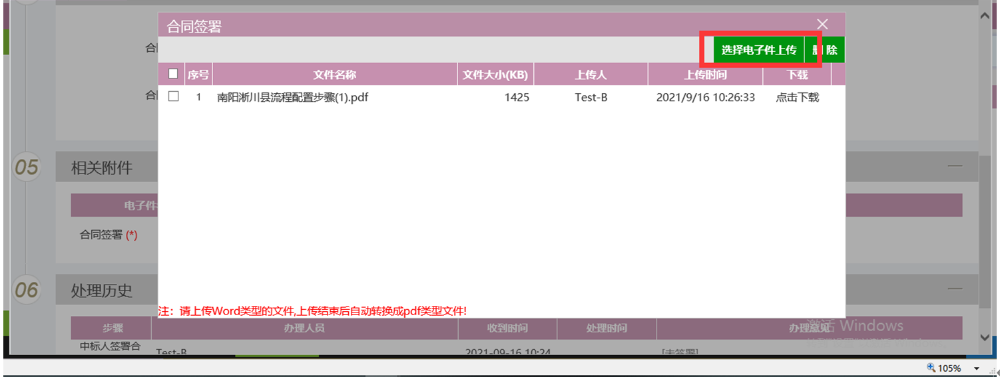 合同签署
合
选择电子件上传 删 除
序号 文件名称 文件大小(KB) 上传人 上传时间 下载
合
1 南阳淅川县流程配置步骤(1).pdf 1425 Test-B 2021/9/16 10:26:33 点击下载
05 相关附件
电子件
合同签署 (*)
06 处理历史
注：请上传Word类型的文件,上传结束后自动转换成pdf类型文件!
步骤 办理人员 收到时间 处理时间 办理意见
激活 Windows
中标人签署合
Test-B 2021-09-16 10:24 [未签署]
105%